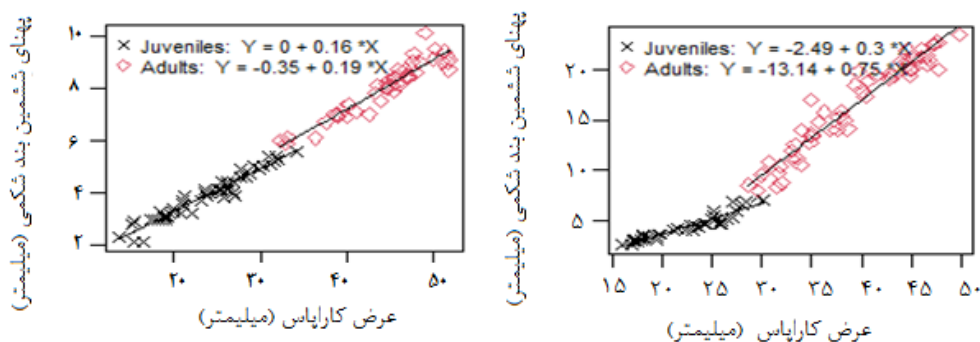 پهنای ششمین بند شکمی (میلیمتر)
۱۰
۸
۶
۴
۲
Juveniles: Y = 0 + 0.16 *X
Adults: Y = -0.35 + 0.19 *X
۲۰ ۳۰ ۴۰ ۵۰
عرض کاراپاس (میلیمتر)
پهنای ششمین بند شکمی (میلیمتر)
۲۰
۱۵
۱۰
۵
Juveniles: Y = -2.49 + 0.3 *X
Adults: Y = -13.14 + 0.75 *X
۱۵ ۲۰ ۲۵ ۳۰ ۳۵ ۴۰ ۴۵ ۵۰
عرض کاراپاس (میلیمتر)